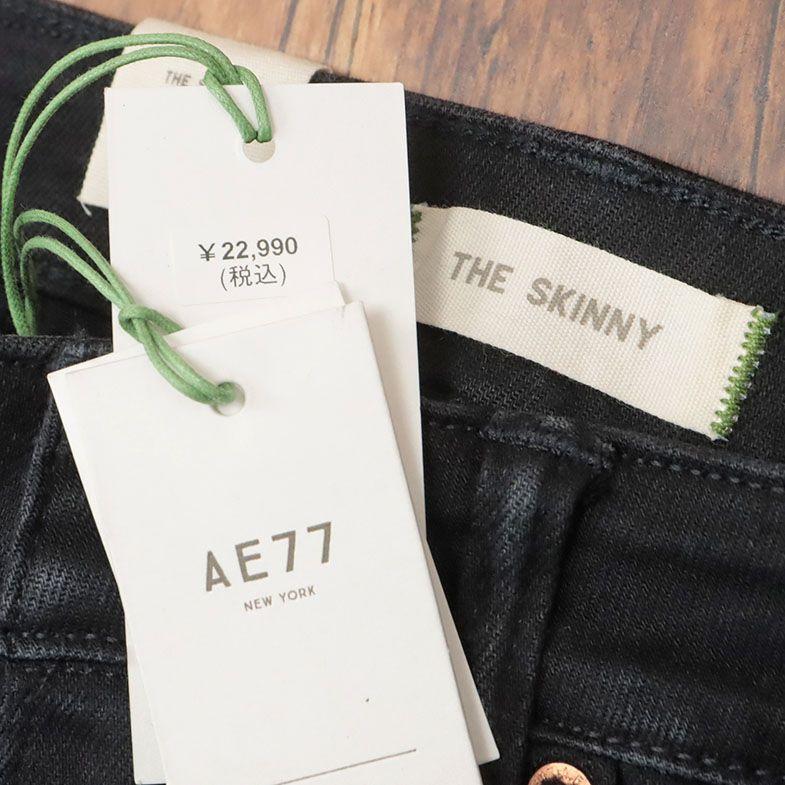 THE
¥22,990
(税込)
THE SKINNY
AE77
NEW YORK